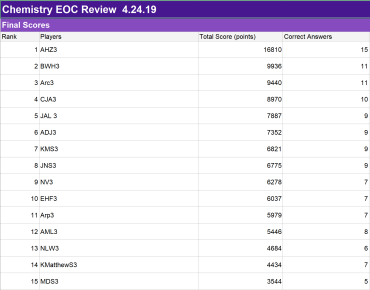 Chemistry EOC Review 4.24.19
Final Scores
Rank Players Total Score (points) Correct Answers
1 AHZ3 16810 15
2 BWH3 9936 11
3 Arc3 9440 11
4 CJA3 8970 10
5 JAL 3 7887 9
6 ADJ3 7352 9
7 KMS3 6821 9
8 JNS3 6775 9
9 NV3 6278 7
10 EHF3 6037 7
11 Arp3 5979 7
12 AML3 5446 8
13 NLW3 4684 6
14 KMatthewS3 4434 7
15 MDS3 3544 5